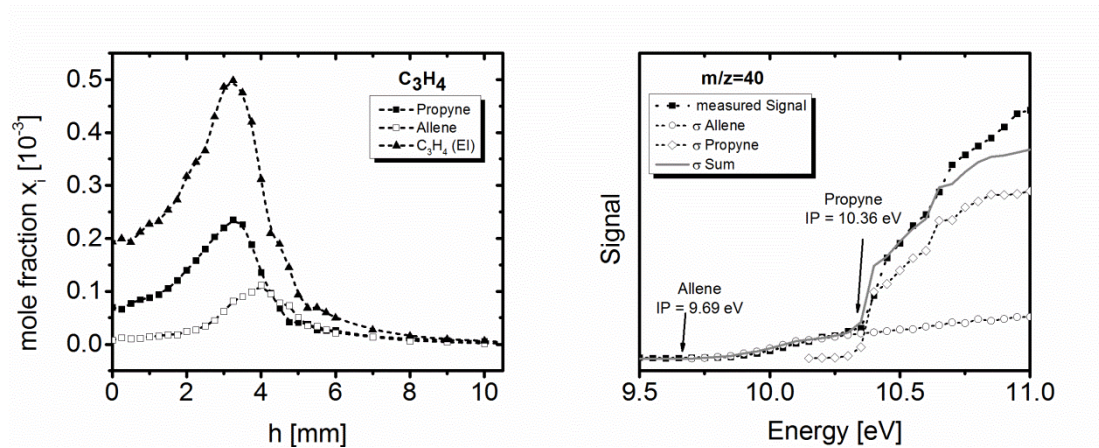 C3H4
Propyne
Allene
C3H4 (EI)
mole fraction xi [10-3]
0.5
0.4
0.3
0.2
0.1
0.0
0 2 4 6 8 10
h [mm]
m/z=40
measured Signal
σ Allene
σ Propyne
σ Sum
Propyne
IP = 10.36 eV
Allene
IP = 9.69 eV
Signal
9.5 10.0 10.5 11.0
Energy [eV]